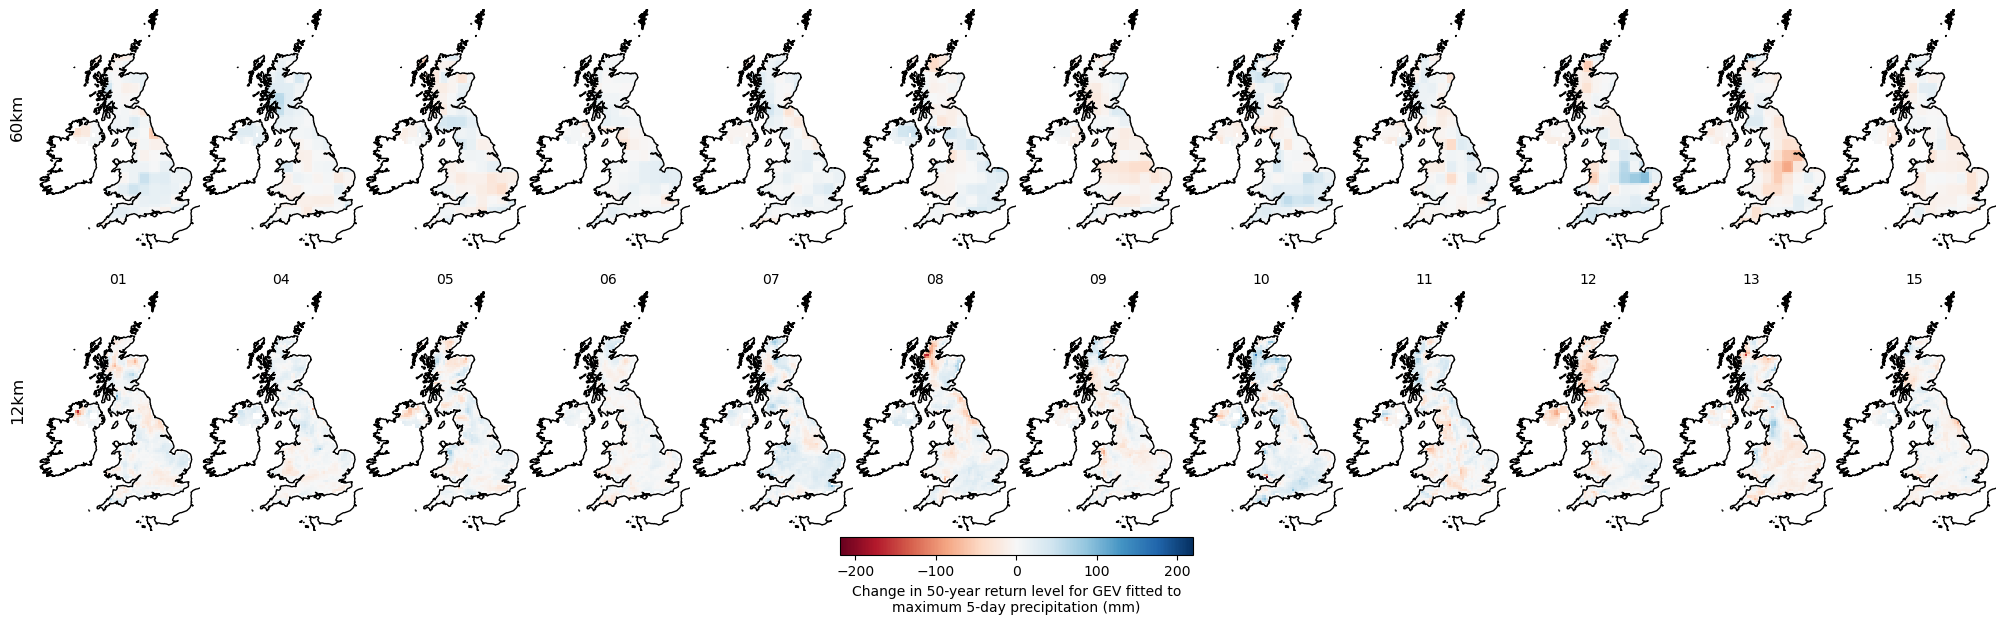 60km
01 04 05 06 07 08 09 10 11 12 13 15
12km
−200 −100 0 100 200
Change in 50-year return level for GEV fitted to
maximum 5-day precipitation (mm)